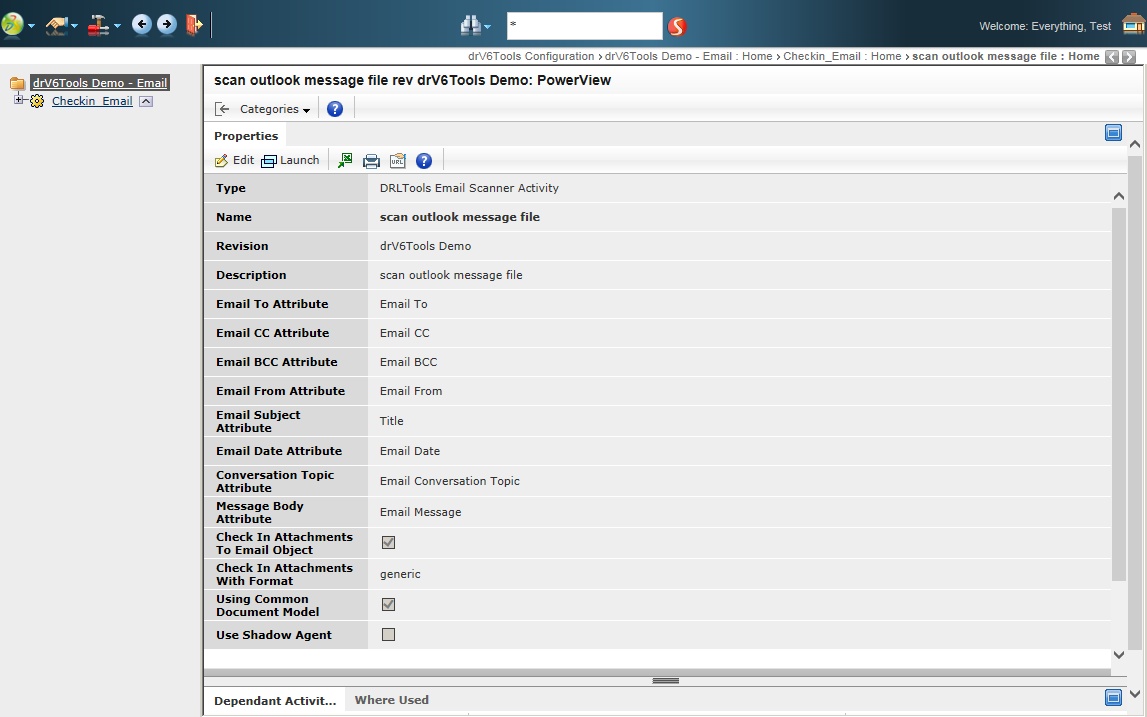 *
Welcome: Everything, Test
drV6Tools Configuration › drV6Tools Demo - Email : Home › Checkin_Email : Home › scan outlook message file : Home
drV6Tools Demo - Email
Checkin_Email
scan outlook message file rev drV6Tools Demo: PowerView
Categories
Properties
Edit Launch
Type DRLTools Email Scanner Activity
Name scan outlook message file
Revision drV6Tools Demo
Description scan outlook message file
Email To Attribute Email To
Email CC Attribute Email CC
Email BCC Attribute Email BCC
Email From Attribute Email From
Email Subject
Attribute Title
Email Date Attribute Email Date
Conversation Topic
Attribute Email Conversation Topic
Message Body
Attribute Email Message
Check In Attachments
To Email Object
Check In Attachments
With Format generic
Using Common
Document Model
Use Shadow Agent
Dependant Activit... Where Used